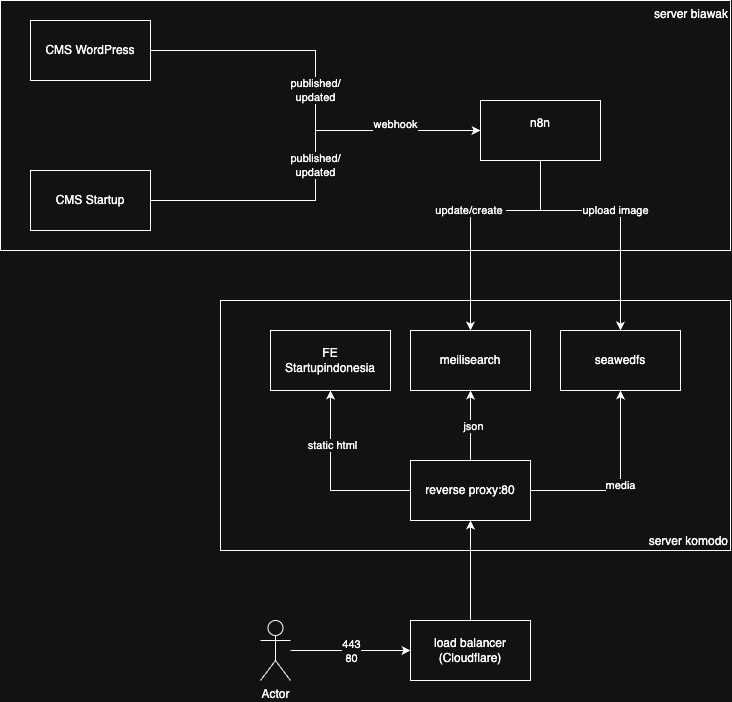 server biawak
CMS WordPress
published/
updated
webhook
n8n
published/
updated
CMS Startup
update/create
upload image
FE
Startupindonesia
meilisearch
seawedfs
static html
json
reverse proxy:80
media
server komodo
443
80
load balancer
(Cloudflare)
Actor